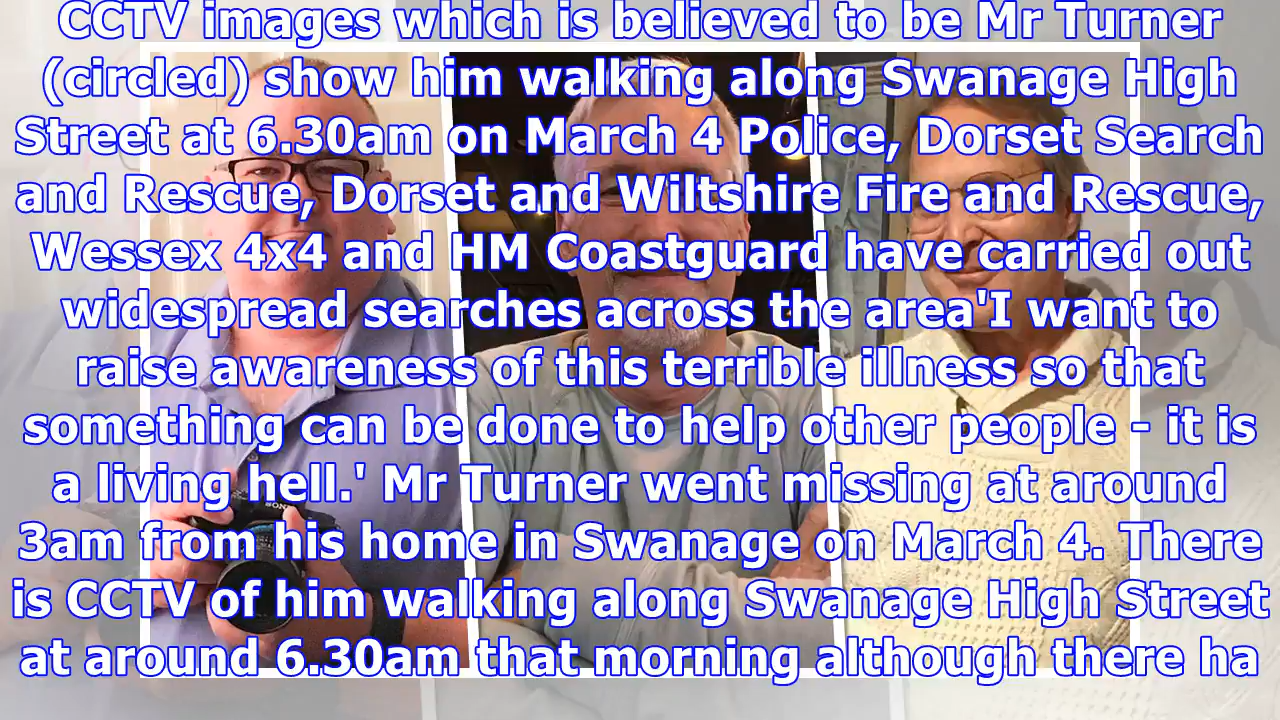 CCTV images which is believed to be Mr Turner
(circled) show him walking along Swanage High
Street at 6.30am on March 4 Police, Dorset Search
and Rescue, Dorset and Wiltshire Fire and Rescue,
Wessex 4x4 and HM Coastguard have carried out
widespread searches across the area'I want to
raise awareness of this terrible illness so that
something can be done to help other people - it is
a living hell.' Mr Turner went missing at around
3am from his home in Swanage on March 4. There
is CCTV of him walking along Swanage High Street
at around 6.30am that morning although there ha
SONY